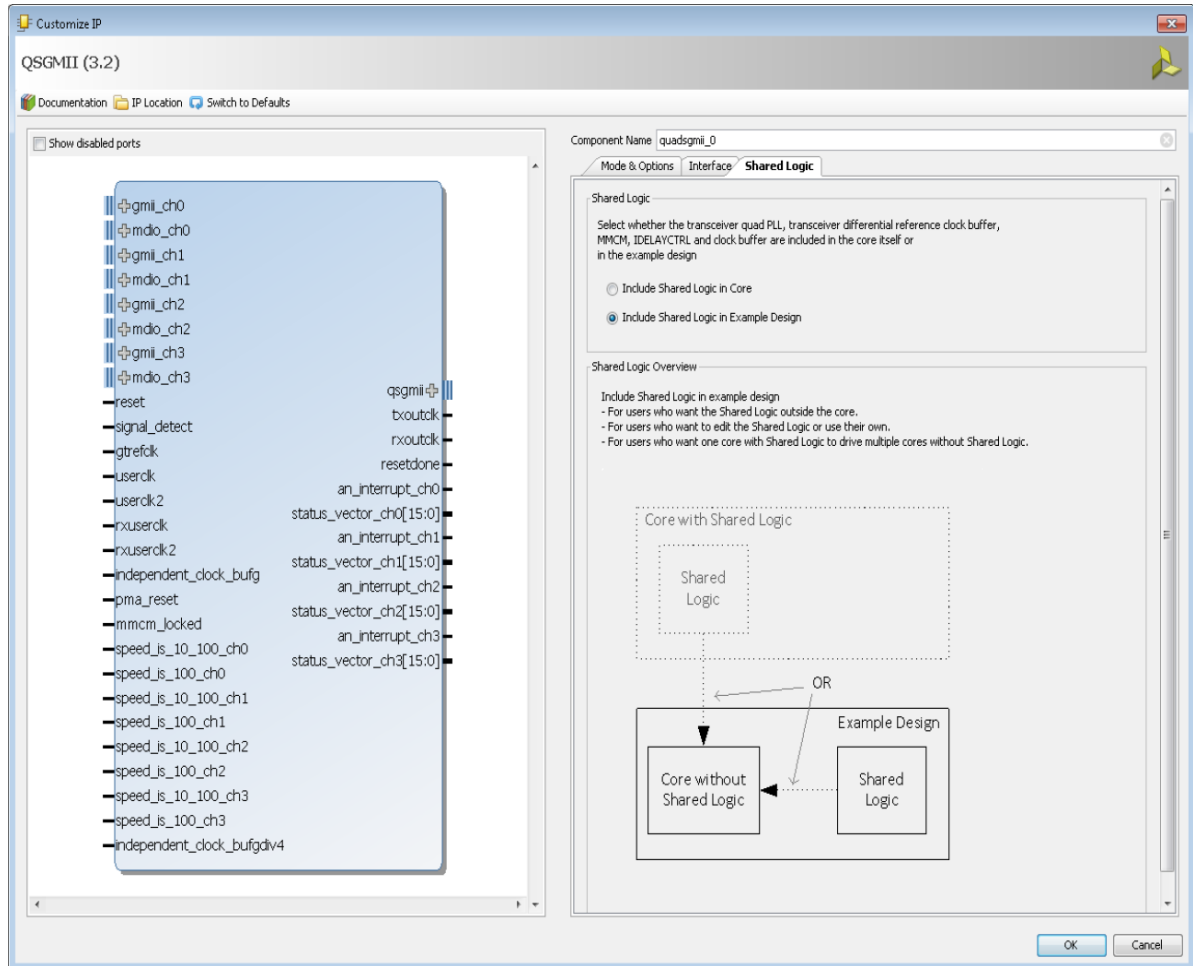 Customize IP
QSGMII (3.2)
Documentation IP Location Switch to Defaults
Show disabled ports
gmii_ch0
mdio_ch0
gmii_ch1
mdio_ch1
gmii_ch2
mdio_ch2
gmii_ch3
mdio_ch3
reset
signal_detect
gtrefclk
userclk
userclk2
rxuserclk
rxuserclk2
independent_clock_bufg
pma_reset
mmcm_locked
speed_is_10_100_ch0
speed_is_100_ch0
speed_is_10_100_ch1
speed_is_100_ch1
speed_is_10_100_ch2
speed_is_100_ch2
speed_is_10_100_ch3
speed_is_100_ch3
independent_clock_bufgdiv4
qsgmii
txoutclk
rxoutclk
resetdone
an_interrupt_ch0
status_vector_ch0[15:0]
an_interrupt_ch1
status_vector_ch1[15:0]
an_interrupt_ch2
status_vector_ch2[15:0]
an_interrupt_ch3
status_vector_ch3[15:0]
Component Name quadsgmii_0
Mode & Options Interface Shared Logic
Shared Logic
Select whether the transceiver quad PLL, transceiver differential reference clock buffer,
MMCM, IDELAYCTRL and clock buffer are included in the core itself or
in the example design
Include Shared Logic in Core
Include Shared Logic in Example Design
Shared Logic Overview
Include Shared Logic in example design
- For users who want the Shared Logic outside the core.
- For users who want to edit the Shared Logic or use their own.
- For users who want one core with Shared Logic to drive multiple cores without Shared Logic.
Core with Shared Logic
Shared
Logic
OR
Example Design
Core without
Shared Logic
Shared
Logic
OK Cancel